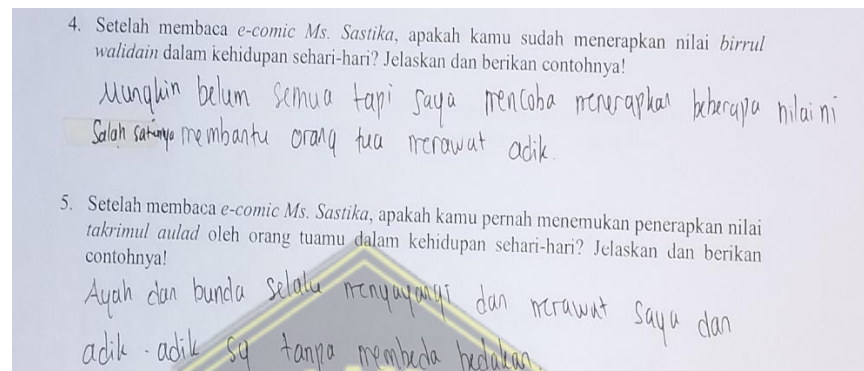 4. Setelah membaca e-comic Ms. Sastika, apakah kamu sudah menerapkan nilai birrul
walidain dalam kehidupan sehari-hari? Jelaskan dan berikan contohnya!
Mungkin belum semua tapi saya mencoba menerapkan beberapa nilai ni
Salah satunya membantu orang tua merawat adik.
5. Setelah membaca e-comic Ms. Sastika, apakah kamu pernah menemukan penerapkan nilai
takrimul aulad oleh orang tuamu dalam kehidupan sehari-hari? Jelaskan dan berikan
contohnya!
Ayah dan bunda selalu menyayangi dan merawat saya dan
adik - adik sy tanpa membeda bedakan.